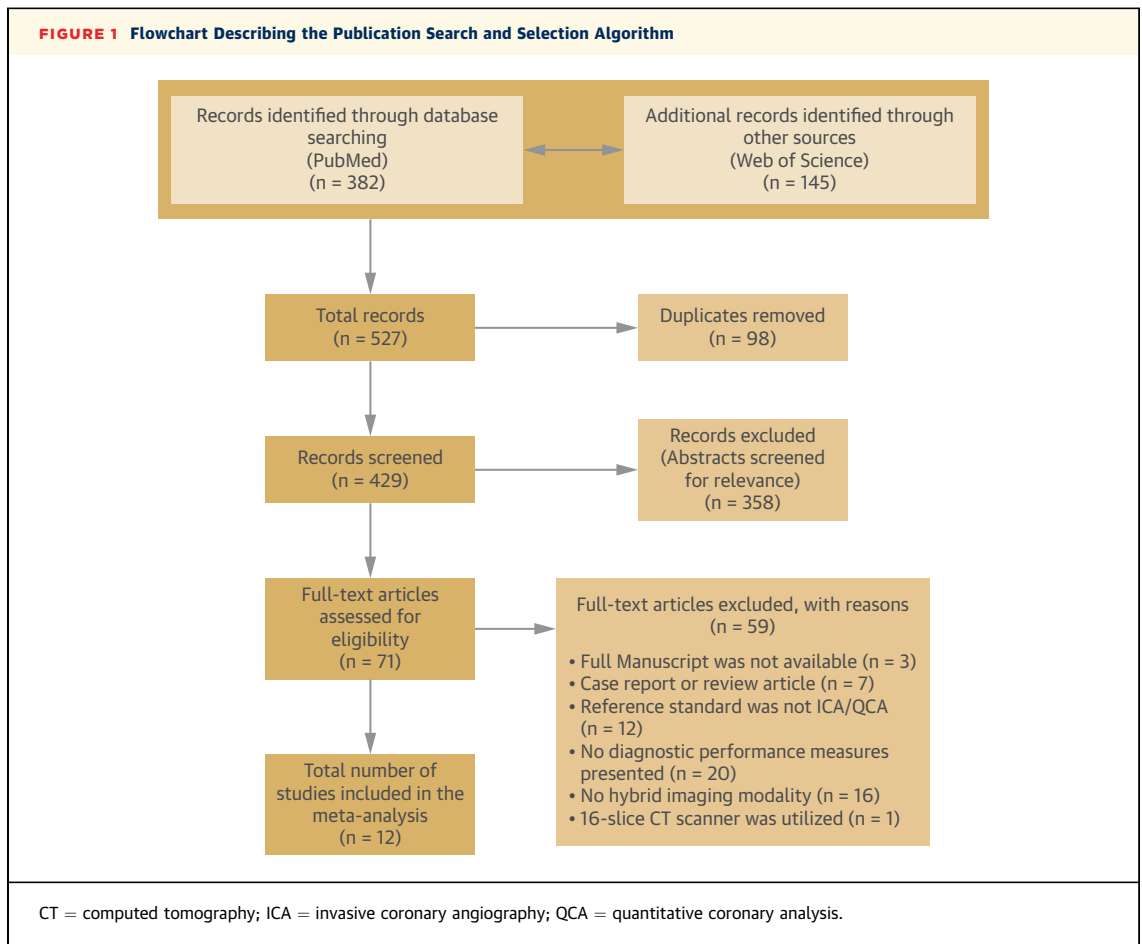 FIGURE 1 Flowchart Describing the Publication Search and Selection Algorithm
Records identified through database
searching
(PubMed)
(n = 382)
Additional records identified through
other sources
(Web of Science)
(n = 145)
Total records
(n = 527)
Duplicates removed
(n = 98)
Records screened
(n = 429)
Records excluded
(Abstracts screened
for relevance)
(n = 358)
Full-text articles
assessed for
eligibility
(n = 71)
Full-text articles excluded, with reasons
(n = 59)
• Full Manuscript was not available (n = 3)
• Case report or review article (n = 7)
• Reference standard was not ICA/QCA
(n = 12)
• No diagnostic performance measures
presented (n = 20)
• No hybrid imaging modality (n = 16)
• 16-slice CT scanner was utilized (n = 1)
Total number of
studies included in the
meta-analysis
(n = 12)
CT = computed tomography; ICA = invasive coronary angiography; QCA = quantitative coronary analysis.